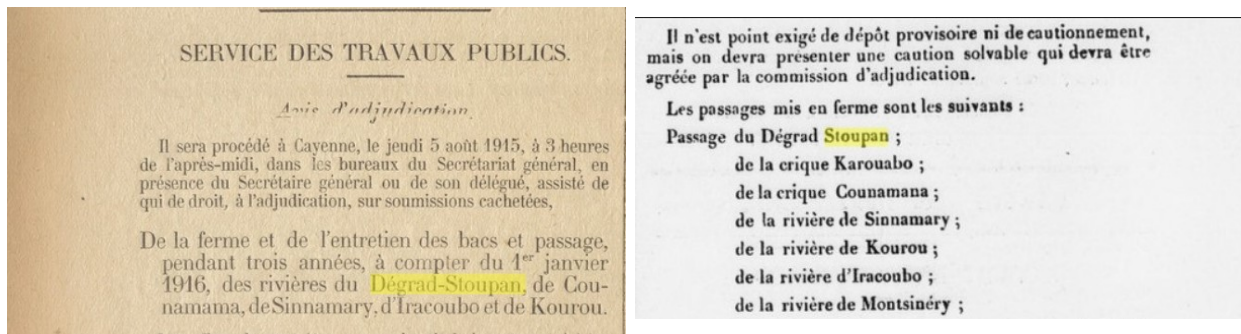 SERVICE DES TRAVAUX PUBLICS.
Avis d'adjudication.
Il sera procédé à Cayenne, le jeudi 5 août 1915, à 3 heures
de l'après-midi, dans les bureaux du Secrétariat général, en
présence du Secrétaire général ou de son délégué, assisté de
qui de droit, à l'adjudication, sur soumissions cachetées,
De la ferme et de l'entretien des bacs et passage,
pendant trois années, à compter du 1er janvier
1916, des rivières du Dégrad-Stoupan, de Cou-
namama, de Sinnamary, d'Iracoubo et de Kourou.
Il n'est point exigé de dépôt provisoire ni de cautionnement,
mais on devra présenter une caution solvable qui devra être
agréée par la commission d'adjudication.
Les passages mis en ferme sont les suivants :
Passage du Dégrad Stoupan ;
de la crique Karouabo ;
de la crique Counamana ;
de la rivière de Sinnamary ;
de la rivière de Kourou ;
de la rivière d'Iracoubo ;
de la rivière de Montsinéry ;